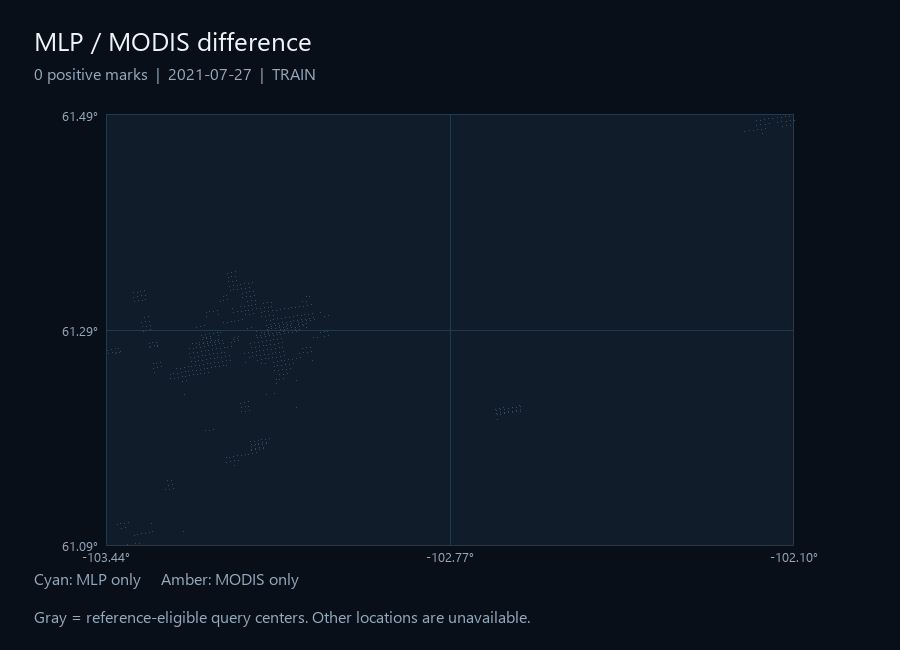 MLP / MODIS difference
0 positive marks | 2021-07-27 | TRAIN
61.49°
61.29°
61.09°
-103.44° -102.77° -102.10°
Cyan: MLP only Amber: MODIS only
Gray = reference-eligible query centers. Other locations are unavailable.